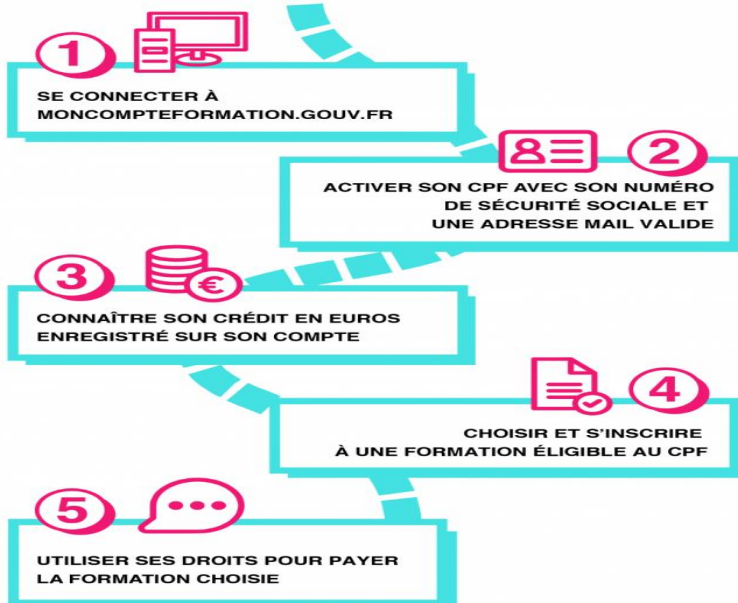 1
SE CONNECTER À
MONCOMPTEFORMATION.GOUV.FR
2
ACTIVER SON CPF AVEC SON NUMÉRO
DE SÉCURITÉ SOCIALE ET
UNE ADRESSE MAIL VALIDE
3
€
CONNAÎTRE SON CRÉDIT EN EUROS
ENREGISTRÉ SUR SON COMPTE
4
CHOISIR ET S'INSCRIRE
À UNE FORMATION ÉLIGIBLE AU CPF
5
UTILISER SES DROITS POUR PAYER
LA FORMATION CHOISIE